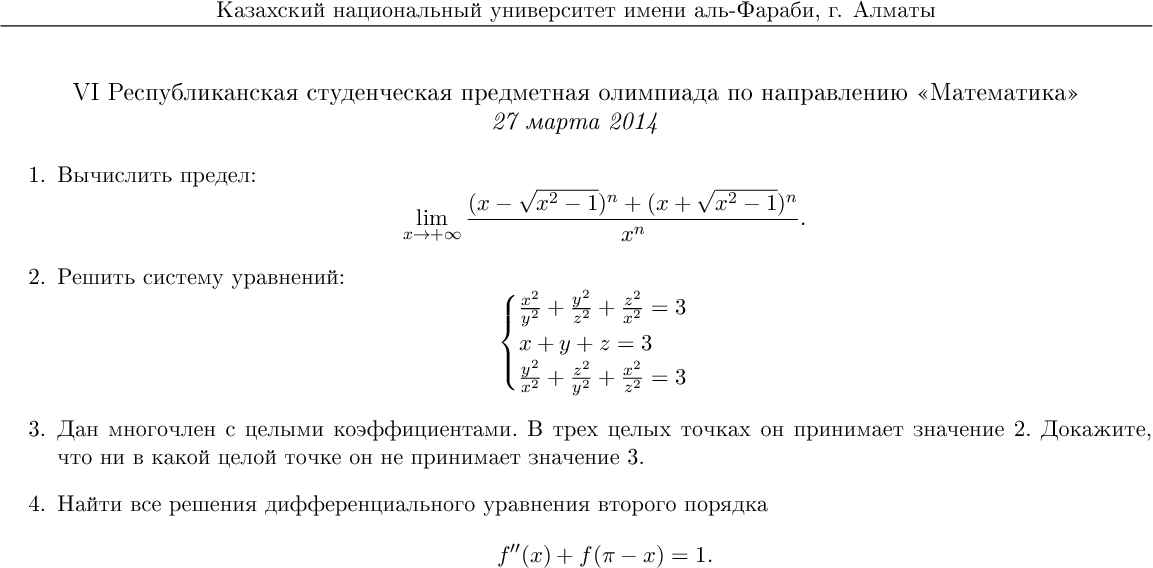 Казахский национальный университет имени аль-Фараби, г. Алматы
VI Республиканская студенческая предметная олимпиада по направлению «Математика»
27 марта 2014
1. Вычислить предел:
\lim_{x \to +\infty} \frac{(x - \sqrt{x^2 - 1})^n + (x + \sqrt{x^2 - 1})^n}{x^n}.
2. Решить систему уравнений:
\begin{cases} \frac{x^2}{y^2} + \frac{y^2}{z^2} + \frac{z^2}{x^2} = 3 \\
x + y + z = 3 \\
\frac{y^2}{x^2} + \frac{z^2}{y^2} + \frac{x^2}{z^2} = 3 \end{cases}
3. Дан многочлен с целыми коэффициентами. В трех целых точках он принимает значение 2. Докажите,
что ни в какой целой точке он не принимает значение 3.
4. Найти все решения дифференциального уравнения второго порядка
f''(x) + f(π − x) = 1.